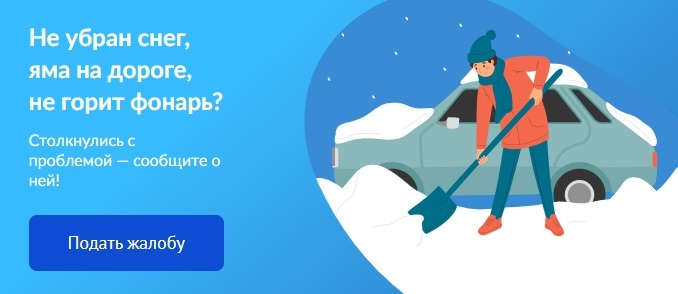 Не убран снег,
яма на дороге,
не горит фонарь?
Столкнулись с
проблемой — сообщите о
ней!
Подать жалобу